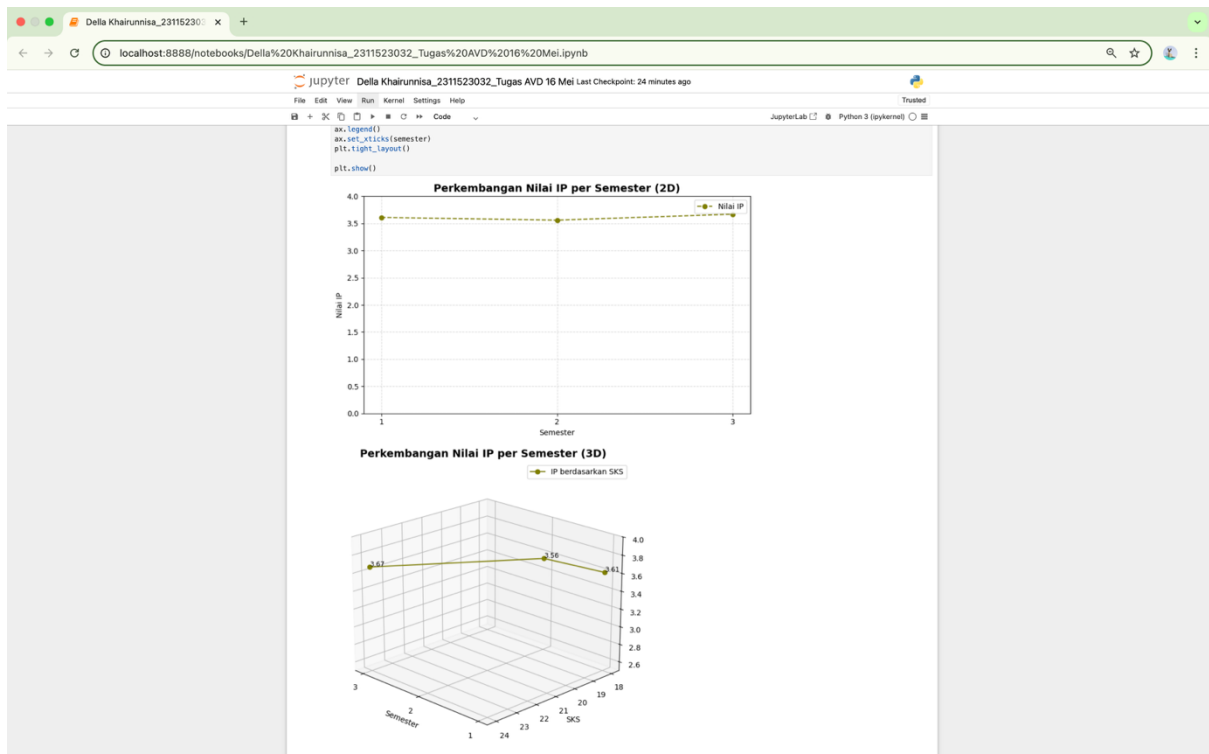 Della Khairunnisa_23115230
localhost:8888/notebooks/Della%20Khairunnisa_2311523032_Tugas%20AVD%2016%20Mei.ipynb
jupyter Della Khairunnisa_2311523032_Tugas AVD 16 Mei Last Checkpoint: 24 minutes ago
File Edit View Run Kernel Settings Help Trusted
Code JupyterLab Python 3 (ipykernel)
ax.legend()
ax.set_xticks(semester)
plt.tight_layout()
plt.show()
Perkembangan Nilai IP per Semester (2D)
Nilai IP
4.0
3.5
3.0
2.5
2.0
1.5
1.0
0.5
0.0
Nilai IP
1 2 3
Semester
Perkembangan Nilai IP per Semester (3D)
IP berdasarkan SKS
3.67
3.56
3.61
4.0
3.8
3.6
3.4
3.2
3.0
2.8
2.6
3
2
1
Semester
24
23
22
21
20
19
18
SKS